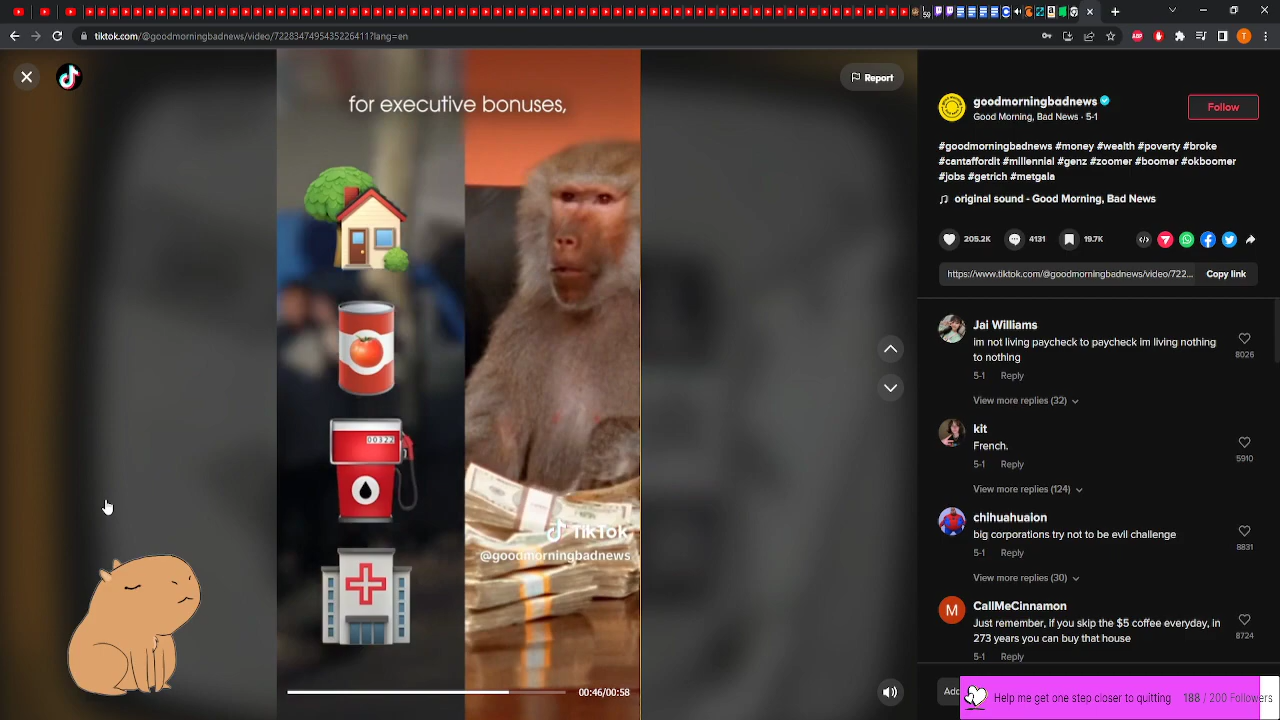 tiktok.com/@goodmorningbadnews/video/7228347495435226411?lang=en
for executive bonuses,
00322
TikTok
@goodmorningbadnews
00:46/00:58
Report
goodmorningbadnews
Good Morning, Bad News · 5-1
Follow
#goodmorningbadnews #money #wealth #poverty #broke
#cantafford #genz #millennial #zoomer #boomer #okboomer
#jobs #getrich #metgala
original sound - Good Morning, Bad News
205.2K
4131
19.7K
https://www.tiktok.com/@goodmorningbadnews/video/722...
Copy link
Jai Williams
im not living paycheck to paycheck im living nothing
to nothing
8026
5-1 Reply
View more replies (32)
kit
French.
5910
5-1 Reply
View more replies (124)
chihuahuaion
big corporations try not to be evil challenge
8831
5-1 Reply
View more replies (30)
M
CallMeCinnamon
Just remember, If you skip the $5 coffee everyday, in
273 years you can buy that house
8724
5-1 Reply
Help me get one step closer to quitting 188 / 200 Followers